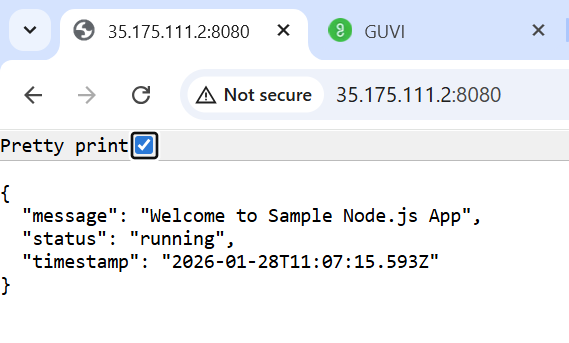 35.175.111.2:8080
GUVI
Not secure
35.175.111.2:8080
Pretty print
{
  "message": "Welcome to Sample Node.js App",
  "status": "running",
  "timestamp": "2026-01-28T11:07:15.593Z"
}